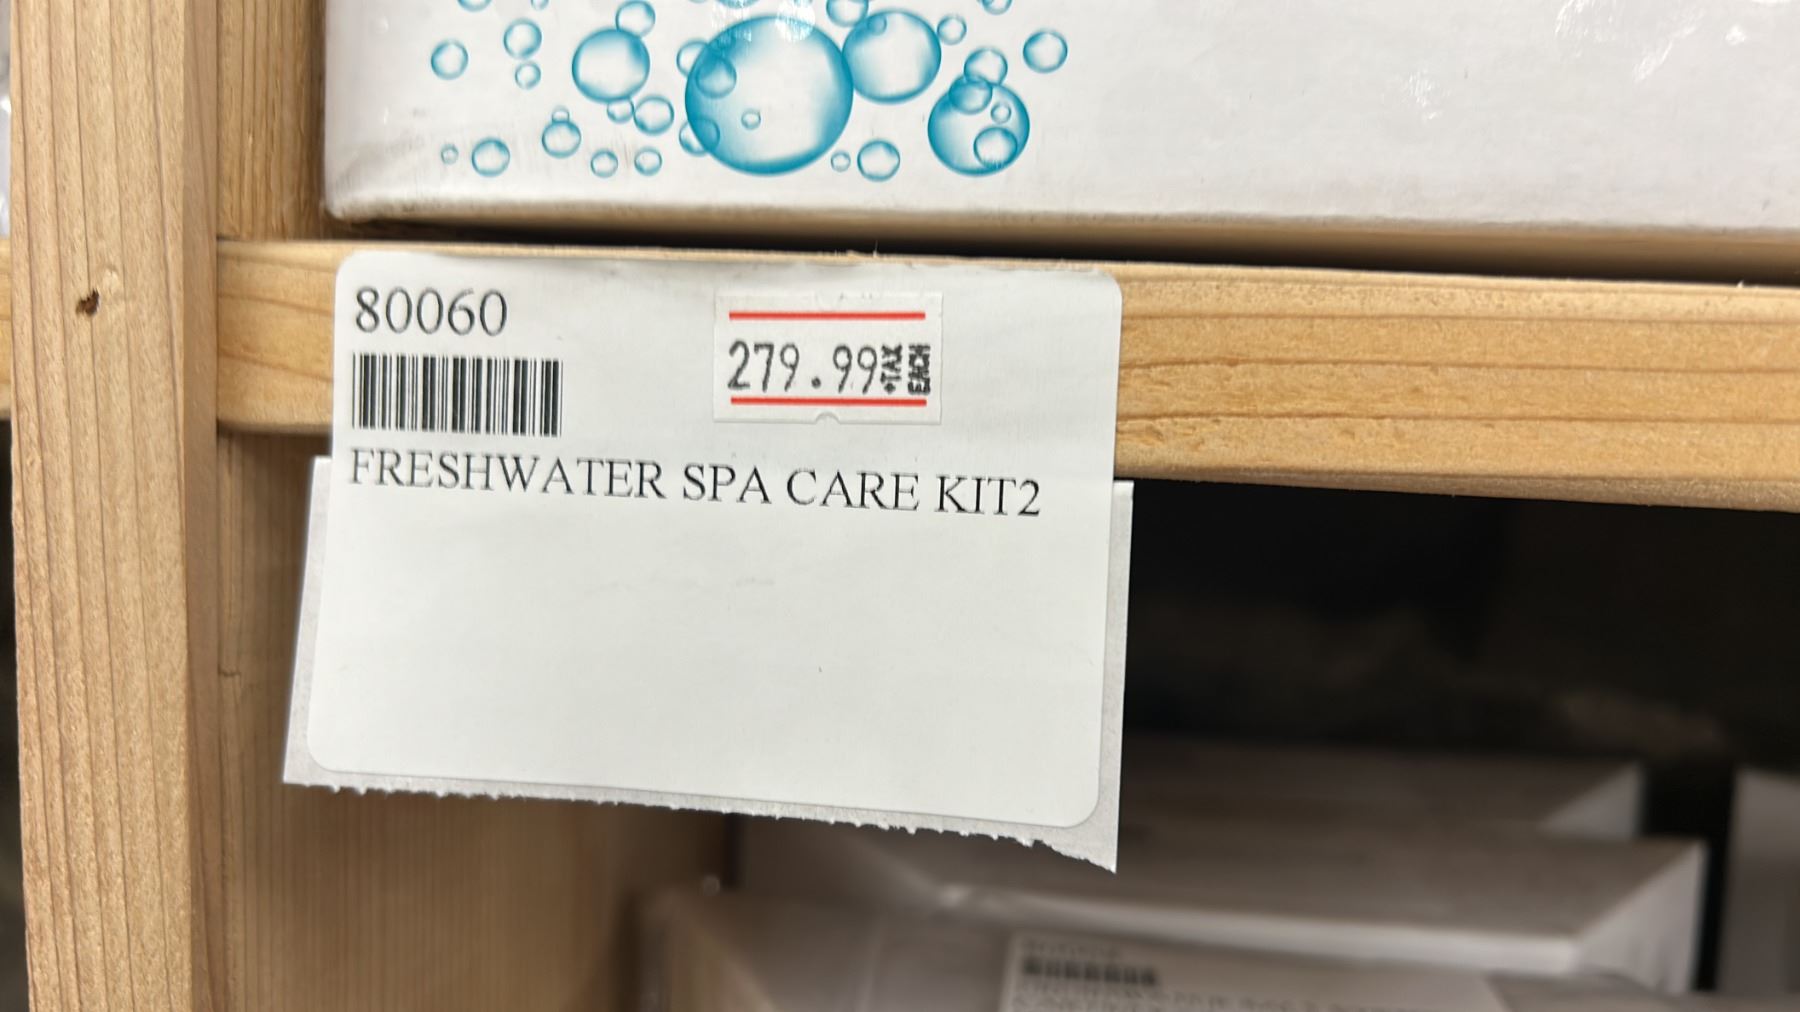 80060
279.99 +TAX EACH
FRESHWATER SPA CARE KIT2